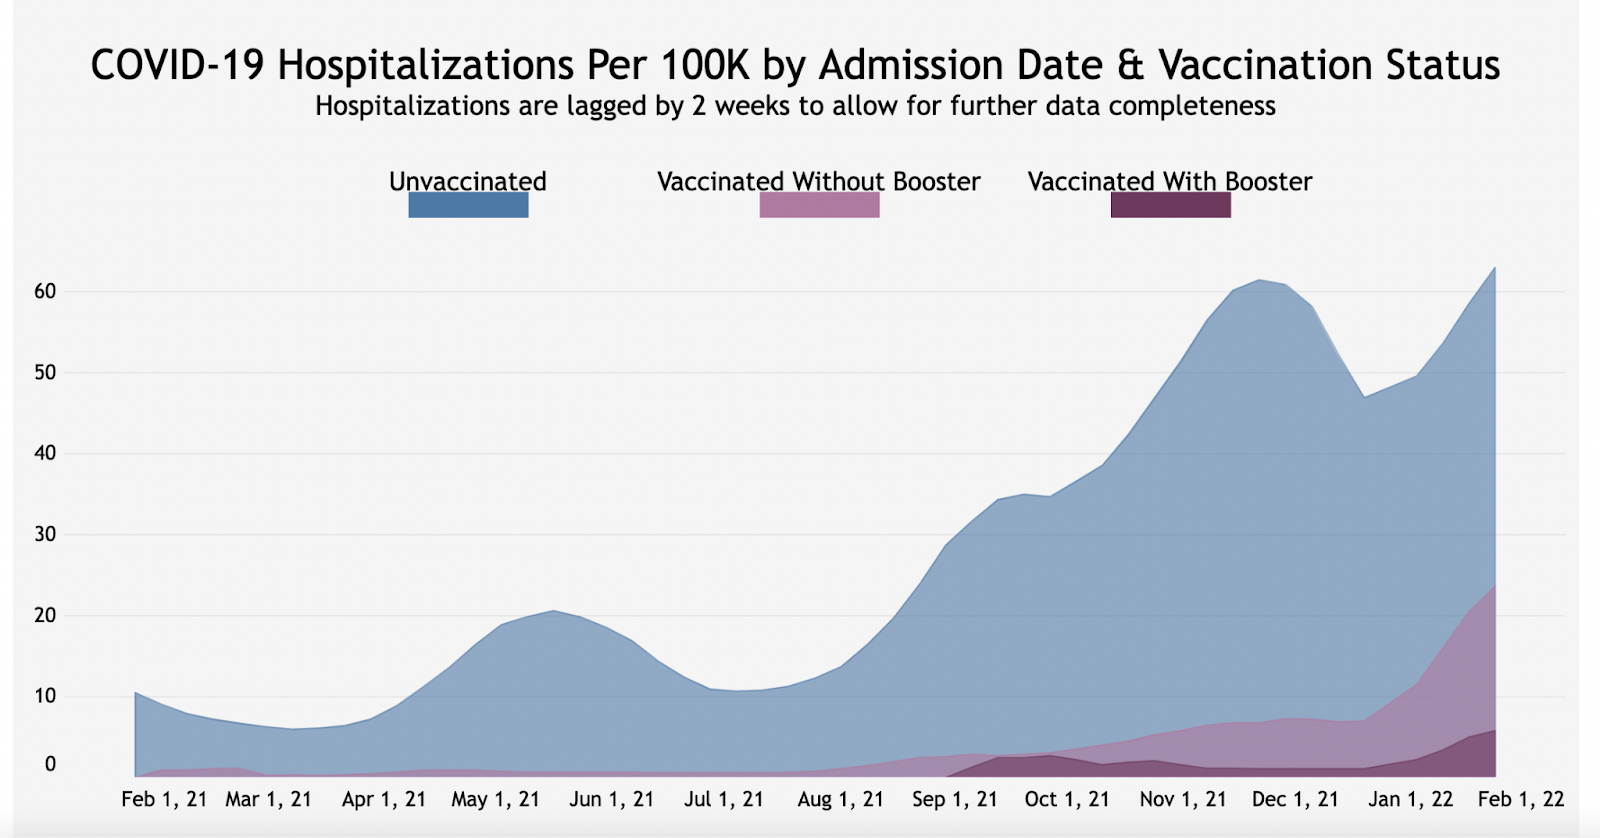 COVID-19 Hospitalizations Per 100K by Admission Date & Vaccination Status
Hospitalizations are lagged by 2 weeks to allow for further data completeness
Unvaccinated Vaccinated Without Booster Vaccinated With Booster
60
50
40
30
20
10
0
Feb 1, 21 Mar 1, 21 Apr 1, 21 May 1, 21 Jun 1, 21 Jul 1, 21 Aug 1, 21 Sep 1, 21 Oct 1, 21 Nov 1, 21 Dec 1, 21 Jan 1, 22 Feb 1, 22